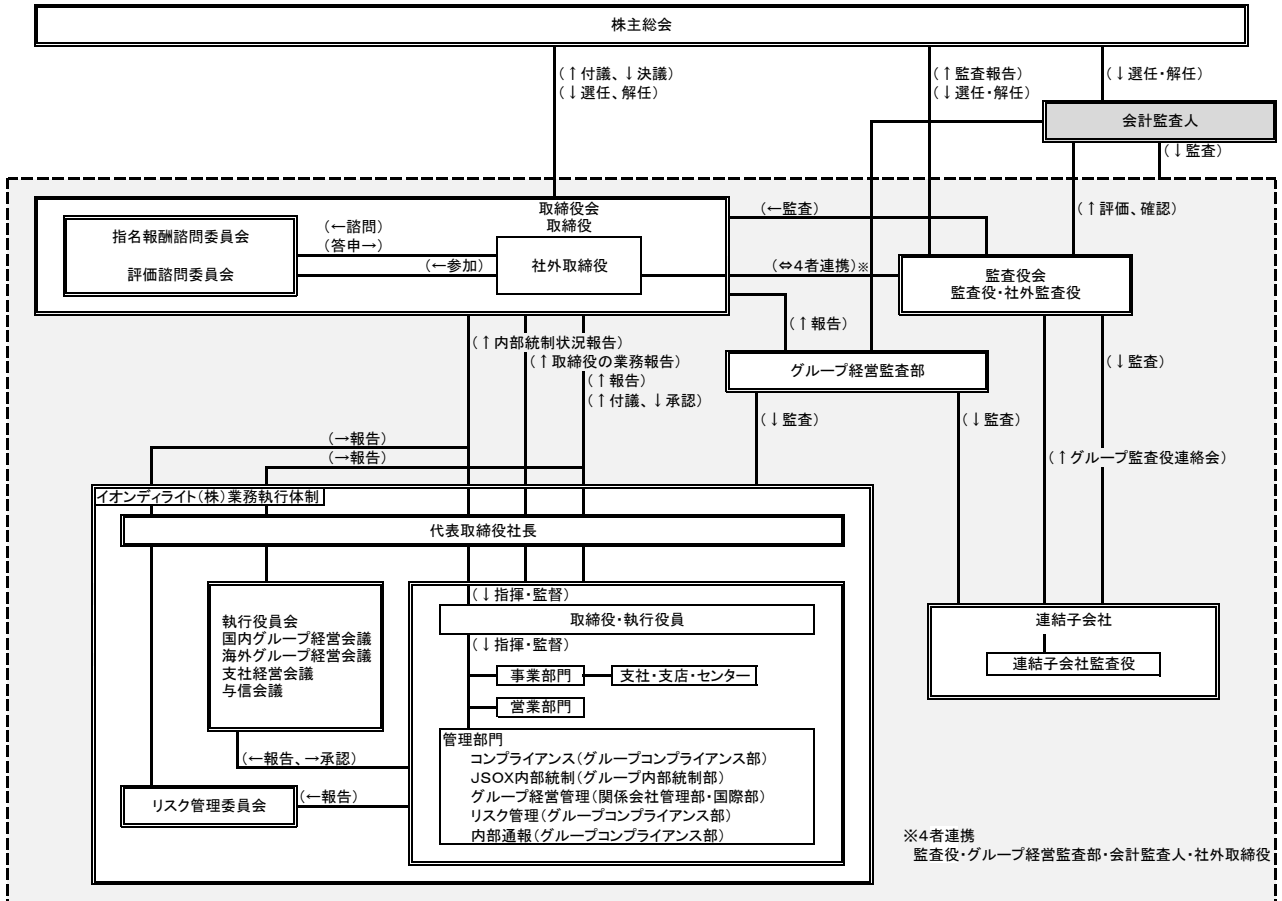 株主総会
(↑付議、↓決議)
(↓選任、解任)
(↑監査報告)
(↓選任・解任)
(↓選任・解任)
会計監査人
(↓監査)
取締役会
取締役
指名報酬諮問委員会
評価諮問委員会
(←諮問)
(答申→)
(←参加)
社外取締役
(←監査)
(⇔4者連携)※
(↑評価、確認)
監査役会
監査役・社外監査役
(↑報告)
グループ経営監査部
(↑内部統制状況報告)
(↑取締役の業務報告)
(↑報告)
(↑付議、↓承認)
(↓監査)
(↓監査)
(↓監査)
(↑グループ監査役連絡会)
(→報告)
(→報告)
イオンディライト(株)業務執行体制
代表取締役社長
執行役員会
国内グループ経営会議
海外グループ経営会議
支社経営会議
与信会議
(↓指揮・監督)
取締役・執行役員
(↓指揮・監督)
事業部門
支社・支店・センター
営業部門
管理部門
コンプライアンス(グループコンプライアンス部)
JSOX内部統制(グループ内部統制部)
グループ経営管理(関係会社管理部・国際部)
リスク管理(グループコンプライアンス部)
内部通報(グループコンプライアンス部)
(←報告、→承認)
リスク管理委員会
(←報告)
連結子会社
連結子会社監査役
※4者連携
監査役・グループ経営監査部・会計監査人・社外取締役